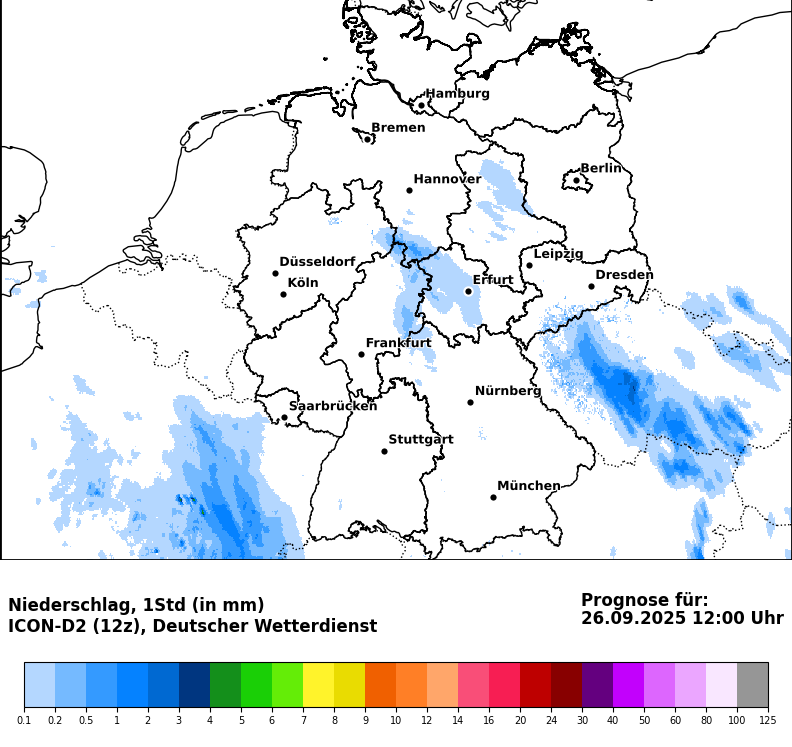 Hamburg
Bremen
Berlin
Hannover
Leipzig
Düsseldorf
Dresden
Köln
Erfurt
Frankfurt
Nürnberg
Saarbrücken
Stuttgart
München
Niederschlag, 1Std (in mm)
ICON-D2 (12z), Deutscher Wetterdienst
Prognose für:
26.09.2025 12:00 Uhr
0.1 0.2 0.5 1 2 3 4 5 6 7 8 9 10 12 14 16 20 24 30 40 50 60 80 100 125